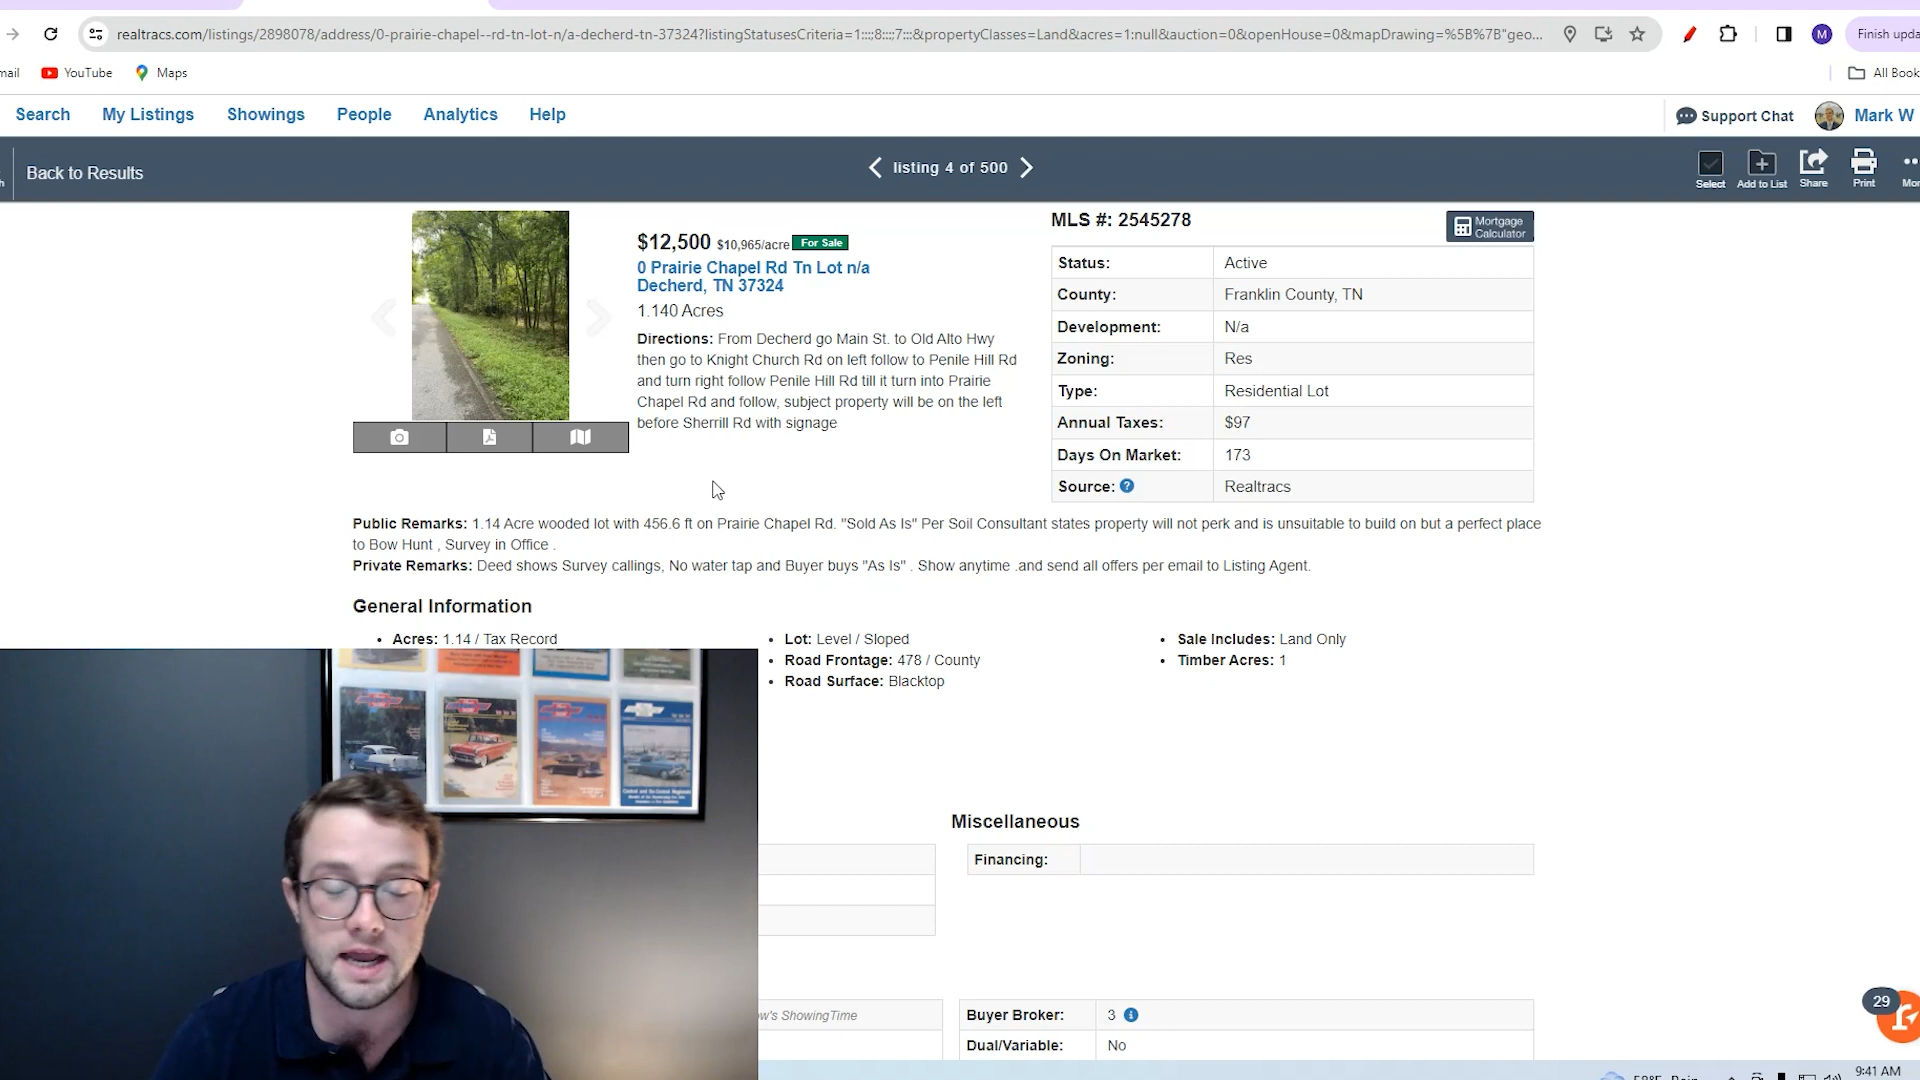 realtracs.com/listings/2898078/address/0-prairie-chapel--rd-tn-lot-n/a-decherd-tn-37324?listingStatusesCriteria=1:::;8:::;7:::&propertyClasses=Land&acres=1:null&auction=0&openHouse=0&mapDrawing=%5B%7B"geo... M Finish upda
mail YouTube Maps All Book
Search My Listings Showings People Analytics Help Support Chat Mark W
Back to Results listing 4 of 500 Select Add to List Share Print Mor
MLS #: 2545278 Mortgage Calculator
$12,500 $10,965/acre For Sale
0 Prairie Chapel Rd Tn Lot n/a
Decherd, TN 37324
1.140 Acres
Directions: From Decherd go Main St. to Old Alto Hwy
then go to Knight Church Rd on left follow to Penile Hill Rd
and turn right follow Penile Hill Rd till it turn into Prairie
Chapel Rd and follow, subject property will be on the left
before Sherrill Rd with signage
Status: Active
County: Franklin County, TN
Development: N/a
Zoning: Res
Type: Residential Lot
Annual Taxes: $97
Days On Market: 173
Source: ? Realtracs
Public Remarks: 1.14 Acre wooded lot with 456.6 ft on Prairie Chapel Rd. "Sold As Is" Per Soil Consultant states property will not perk and is unsuitable to build on but a perfect place
to Bow Hunt , Survey in Office .
Private Remarks: Deed shows Survey callings, No water tap and Buyer buys "As Is" . Show anytime .and send all offers per email to Listing Agent.
General Information
• Acres: 1.14 / Tax Record
• Lot: Level / Sloped
• Road Frontage: 478 / County
• Road Surface: Blacktop
• Sale Includes: Land Only
• Timber Acres: 1
Miscellaneous
Financing:
w's ShowingTime
Buyer Broker: 3
Dual/Variable: No
29
9:41 AM